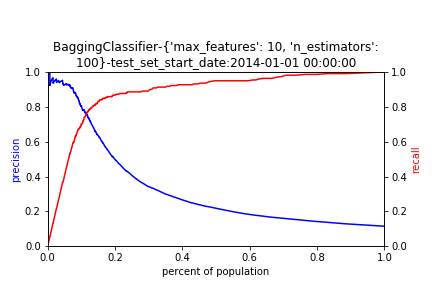 BaggingClassifier-{'max_features': 10, 'n_estimators':
100}-test_set_start_date:2014-01-01 00:00:00
1.0
0.8
0.6
0.4
0.2
0.0
precision
1.0
0.8
0.6
0.4
0.2
0.0
recall
0.0 0.2 0.4 0.6 0.8 1.0
percent of population